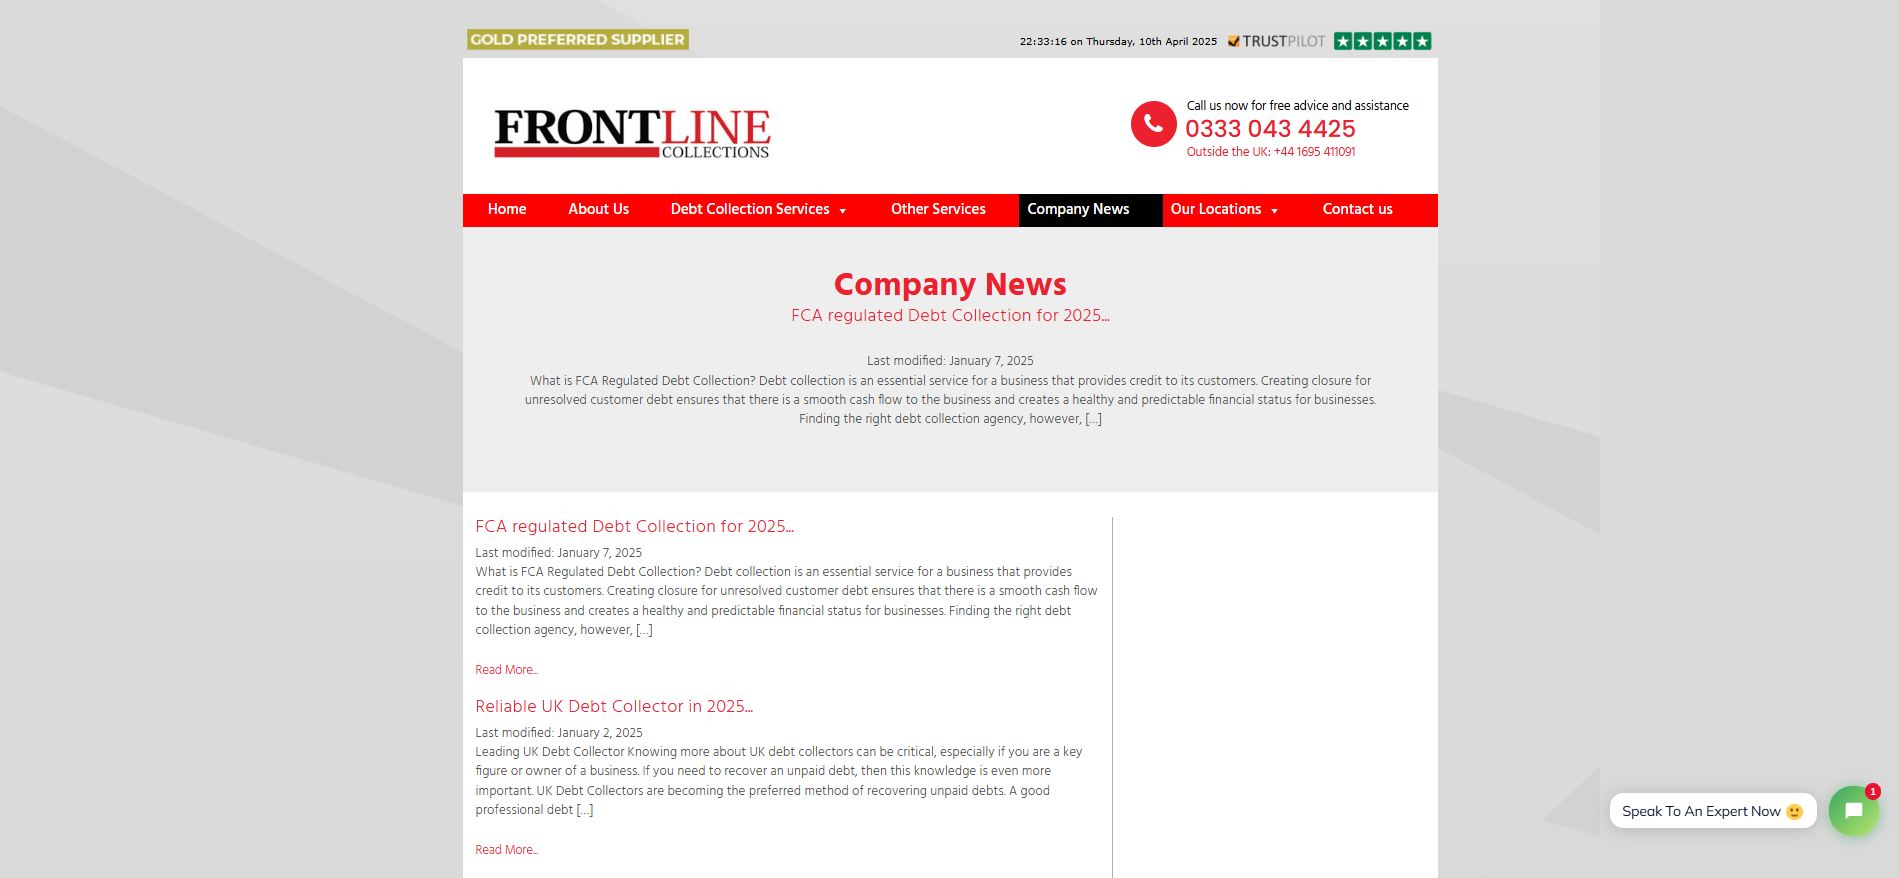 GOLD PREFERRED SUPPLIER
22:33:16 on Thursday, 10th April 2025
TRUSTPILOT
FRONTLINE
COLLECTIONS
Call us now for free advice and assistance
0333 043 4425
Outside the UK: +44 1695 411091
Home
About Us
Debt Collection Services
Other Services
Company News
Our Locations
Contact us
Company News
FCA regulated Debt Collection for 2025...
Last modified: January 7, 2025
What is FCA Regulated Debt Collection? Debt collection is an essential service for a business that provides credit to its customers. Creating closure for
unresolved customer debt ensures that there is a smooth cash flow to the business and creates a healthy and predictable financial status for businesses.
Finding the right debt collection agency, however, [...]
FCA regulated Debt Collection for 2025...
Last modified: January 7, 2025
What is FCA Regulated Debt Collection? Debt collection is an essential service for a business that provides
credit to its customers. Creating closure for unresolved customer debt ensures that there is a smooth cash flow
to the business and creates a healthy and predictable financial status for businesses. Finding the right debt
collection agency, however, [...]
Read More...
Reliable UK Debt Collector in 2025...
Last modified: January 2, 2025
Leading UK Debt Collector Knowing more about UK debt collectors can be critical, especially if you are a key
figure or owner of a business. If you need to recover an unpaid debt, then this knowledge is even more
important. UK Debt Collectors are becoming the preferred method of recovering unpaid debts. A good
professional debt [...]
Read More...
Speak To An Expert Now 🙂
1